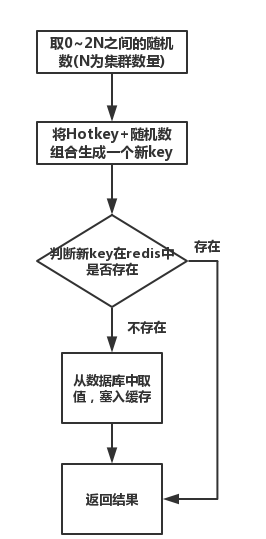 取0~2N之间的随机
数(N为集群数量)
将Hotkey+随机数
组合生成一个新key
判断新key在redis中
是否存在
存在
不存在
从数据库中取
值，塞入缓存
返回结果